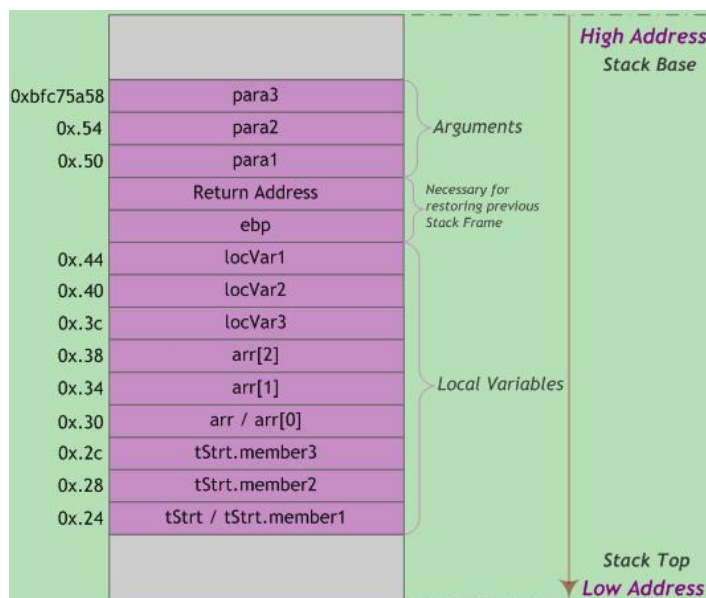 High Address
Stack Base
0xbfc75a58 para3
0x.54 para2
Arguments
0x.50 para1
Return Address
Necessary for
restoring previous
Stack Frame
ebp
0x.44 locVar1
0x.40 locVar2
0x.3c locVar3
0x.38 arr[2]
0x.34 arr[1]
Local Variables
0x.30 arr / arr[0]
0x.2c tStrt.member3
0x.28 tStrt.member2
0x.24 tStrt / tStrt.member1
Stack Top
Low Address